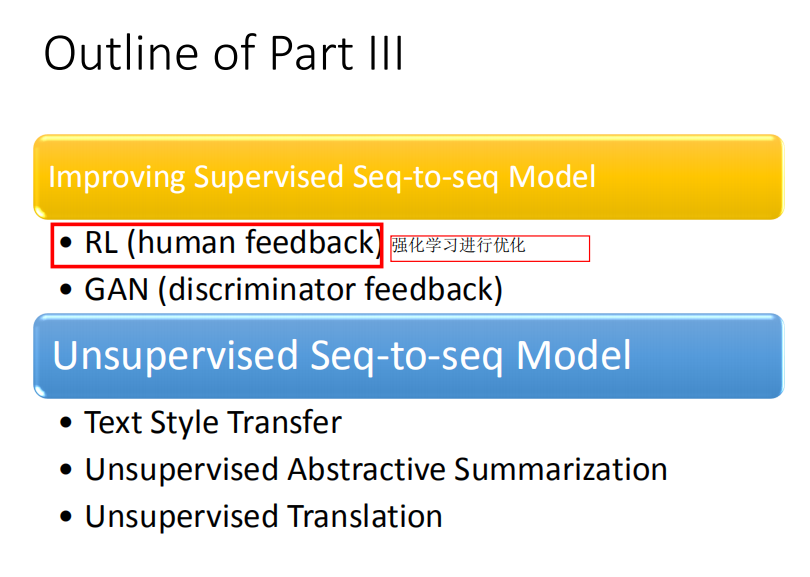 Outline of Part III
Improving Supervised Seq-to-seq Model
• RL (human feedback)
强化学习进行优化
• GAN (discriminator feedback)
Unsupervised Seq-to-seq Model
• Text Style Transfer
• Unsupervised Abstractive Summarization
• Unsupervised Translation